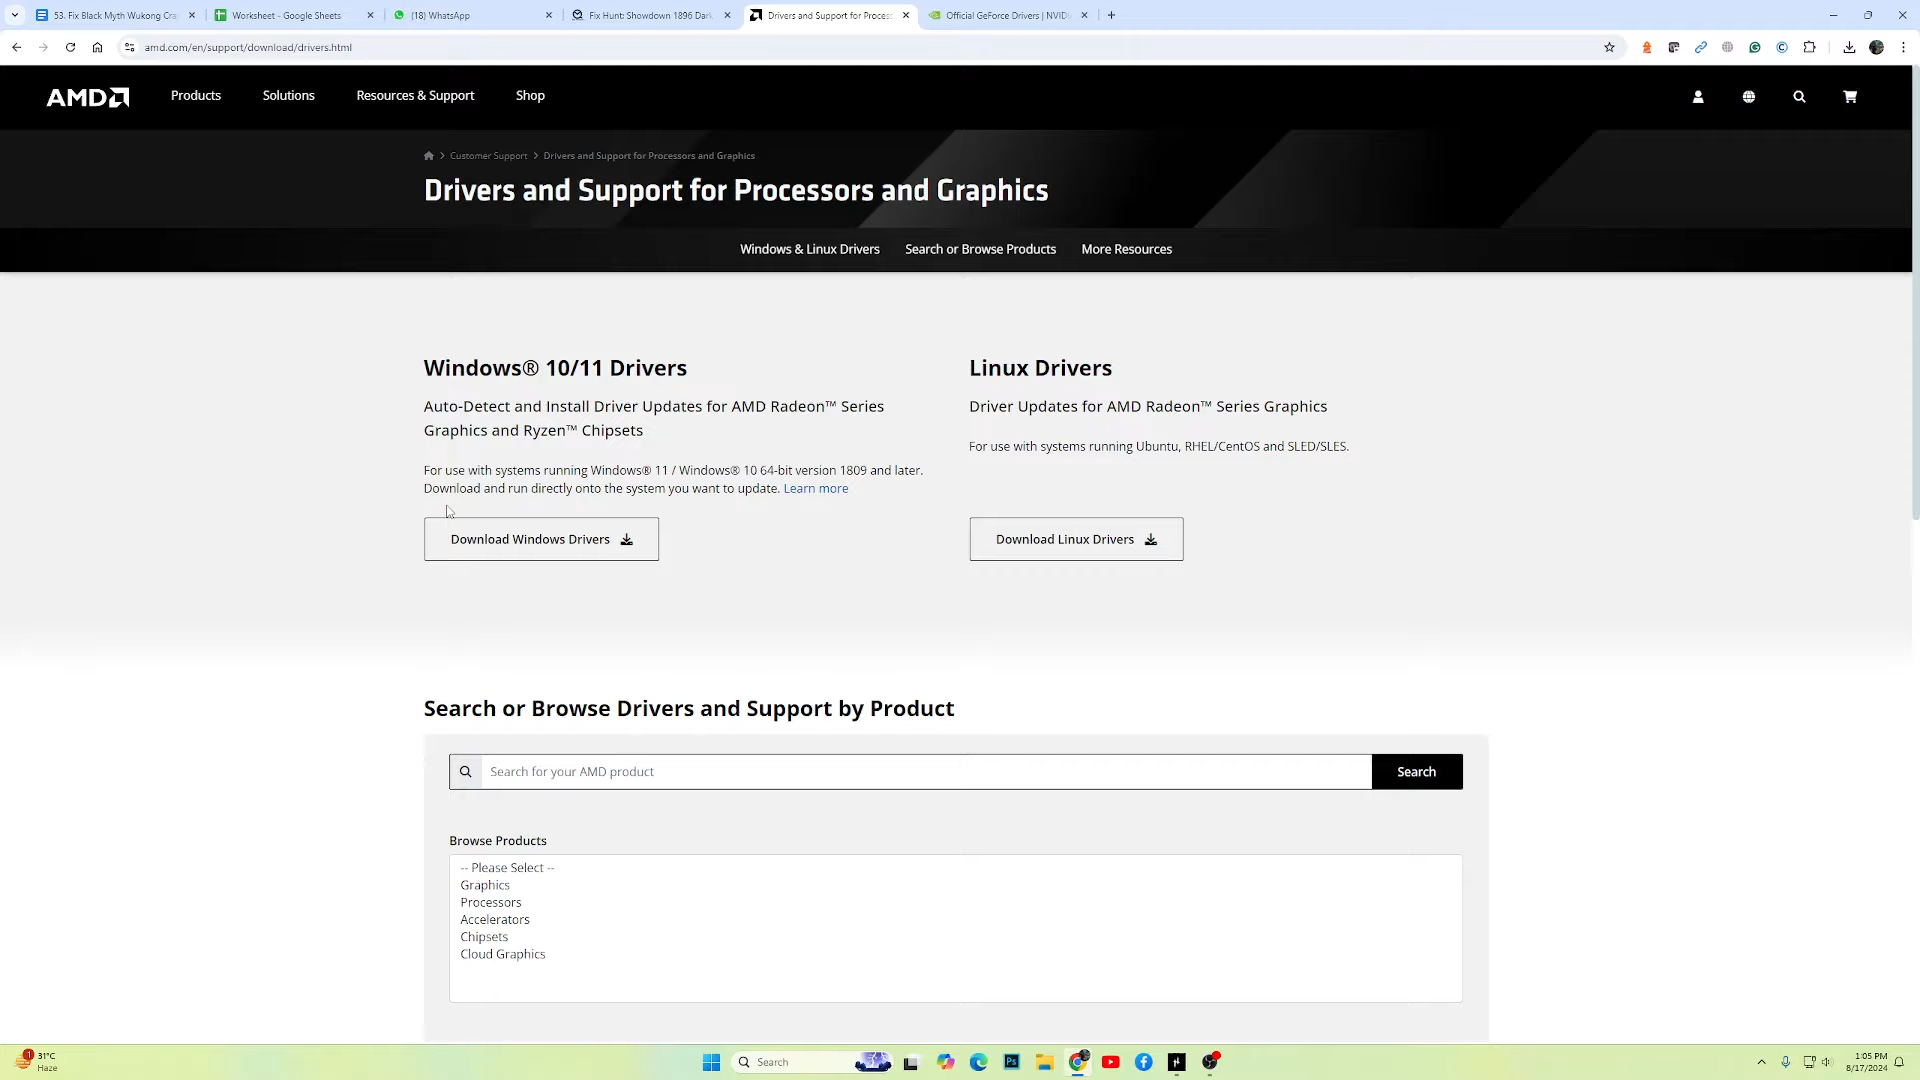 53. Fix Black Myth Wukong Cra
Worksheet - Google Sheets
(18) WhatsApp
Fix Hunt: Showdown 1896 Dark
Drivers and Support for Process
Official GeForce Drivers | NVIDI
amd.com/en/support/download/drivers.html
AMD
Products
Solutions
Resources & Support
Shop
Customer Support
Drivers and Support for Processors and Graphics
Drivers and Support for Processors and Graphics
Windows & Linux Drivers
Search or Browse Products
More Resources
Windows® 10/11 Drivers
Auto-Detect and Install Driver Updates for AMD Radeon™ Series
Graphics and Ryzen™ Chipsets
For use with systems running Windows® 11 / Windows® 10 64-bit version 1809 and later.
Download and run directly onto the system you want to update. Learn more
Download Windows Drivers
Linux Drivers
Driver Updates for AMD Radeon™ Series Graphics
For use with systems running Ubuntu, RHEL/CentOS and SLED/SLES.
Download Linux Drivers
Search or Browse Drivers and Support by Product
Search for your AMD product
Search
Browse Products
-- Please Select --
Graphics
Processors
Accelerators
Chipsets
Cloud Graphics
1
31°C
Haze
Search
Ps
1:05 PM
8/17/2024